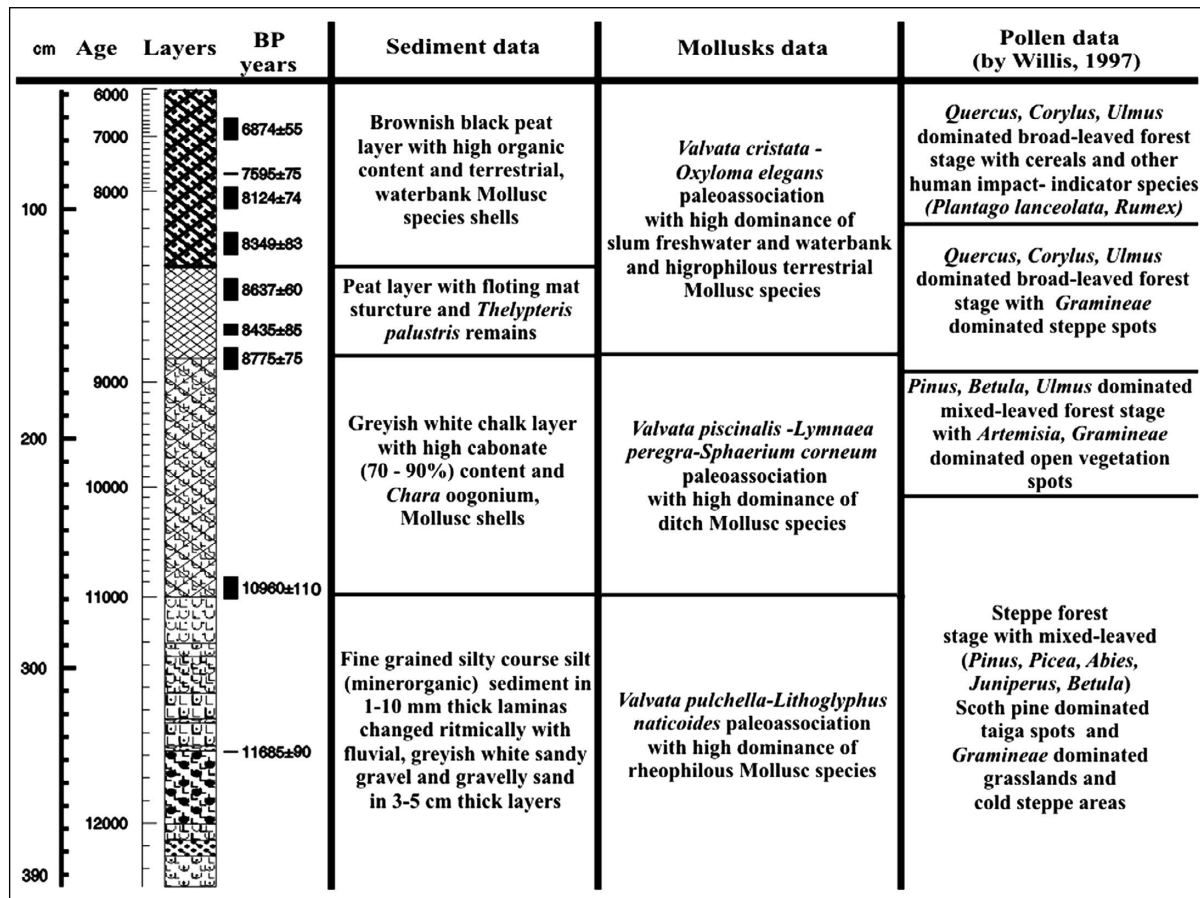 cm Age Layers BP years
Sediment data
Mollusks data
Pollen data
(by Willis, 1997)
6000
7000
8000
9000
10000
11000
12000
100
200
300
390
6874±55
7595±75
8124±74
8349±83
8637±60
8435±85
8775±75
10960±110
11685±90
Brownish black peat
layer with high organic
content and terrestrial,
waterbank Mollusc
species shells
Peat layer with floting mat
sturcture and Thelypteris
palustris remains
Greyish white chalk layer
with high cabonate
(70 - 90%) content and
Chara oogonium,
Mollusc shells
Fine grained silty course silt
(minerorganic) sediment in
1-10 mm thick laminas
changed ritmically with
fluvial, greyish white sandy
gravel and gravelly sand
in 3-5 cm thick layers
Valvata cristata -
Oxyloma elegans
paleoassociation
with high dominance of
slum freshwater and waterbank
and higrophilous terrestrial
Mollusc species
Valvata piscinalis -Lymnaea
peregra-Sphaerium corneum
paleoassociation
with high dominance of
ditch Mollusc species
Valvata pulchella-Lithoglyphus
naticoides paleoassociation
with high dominance of
rheophilous Mollusc species
Quercus, Corylus, Ulmus
dominated broad-leaved forest
stage with cereals and other
human impact- indicator species
(Plantago lanceolata, Rumex)
Quercus, Corylus, Ulmus
dominated broad-leaved forest
stage with Gramineae
dominated steppe spots
Pinus, Betula, Ulmus dominated
mixed-leaved forest stage
with Artemisia, Gramineae
dominated open vegetation
spots
Steppe forest
stage with mixed-leaved
(Pinus, Picea, Abies,
Juniperus, Betula)
Scoth pine dominated
taiga spots and
Gramineae dominated
grasslands and
cold steppe areas